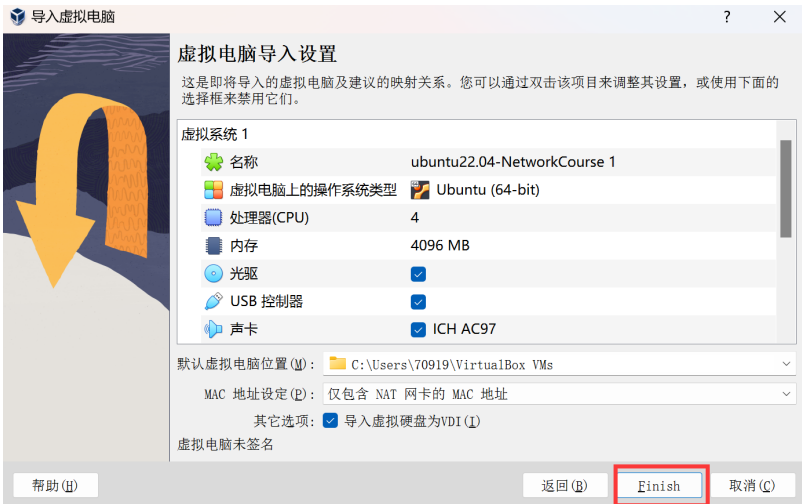 导入虚拟电脑
虚拟电脑导入设置
这是即将导入的虚拟电脑及建议的映射关系。您可以通过双击该项目来调整其设置，或使用下面的
选择框来禁用它们。
虚拟系统 1
名称 ubuntu22.04-NetworkCourse 1
虚拟电脑上的操作系统类型 Ubuntu (64-bit)
处理器(CPU) 4
内存 4096 MB
光驱
USB 控制器
声卡 ICH AC97
默认虚拟电脑位置(M)： C:\Users\70919\VirtualBox VMs
MAC 地址设定(P)： 仅包含 NAT 网卡的 MAC 地址
其它选项： 导入虚拟硬盘为VDI(I)
虚拟电脑未签名
帮助(H) 返回(B) Finish 取消(C)